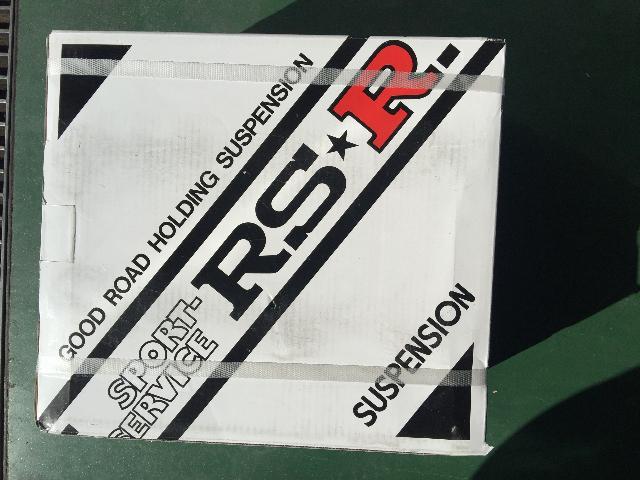 GOOD ROAD HOLDING SUSPENSION
RS★R.
SPORT-
SERVICE
SUSPENSION